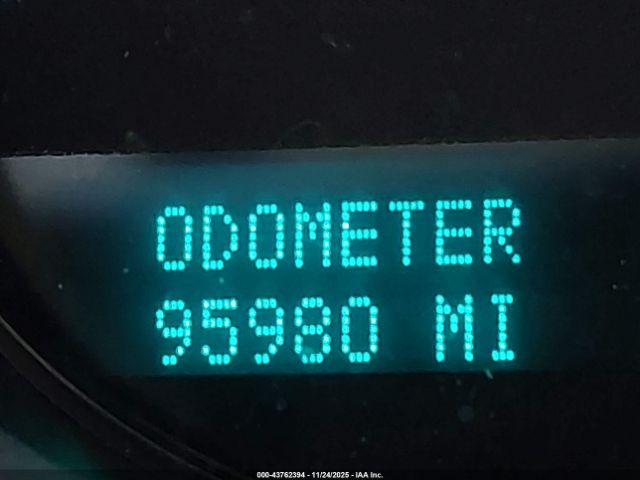 ODOMETER
95980 MI
000-43762394 - 11/24/2025 - IAA Inc.